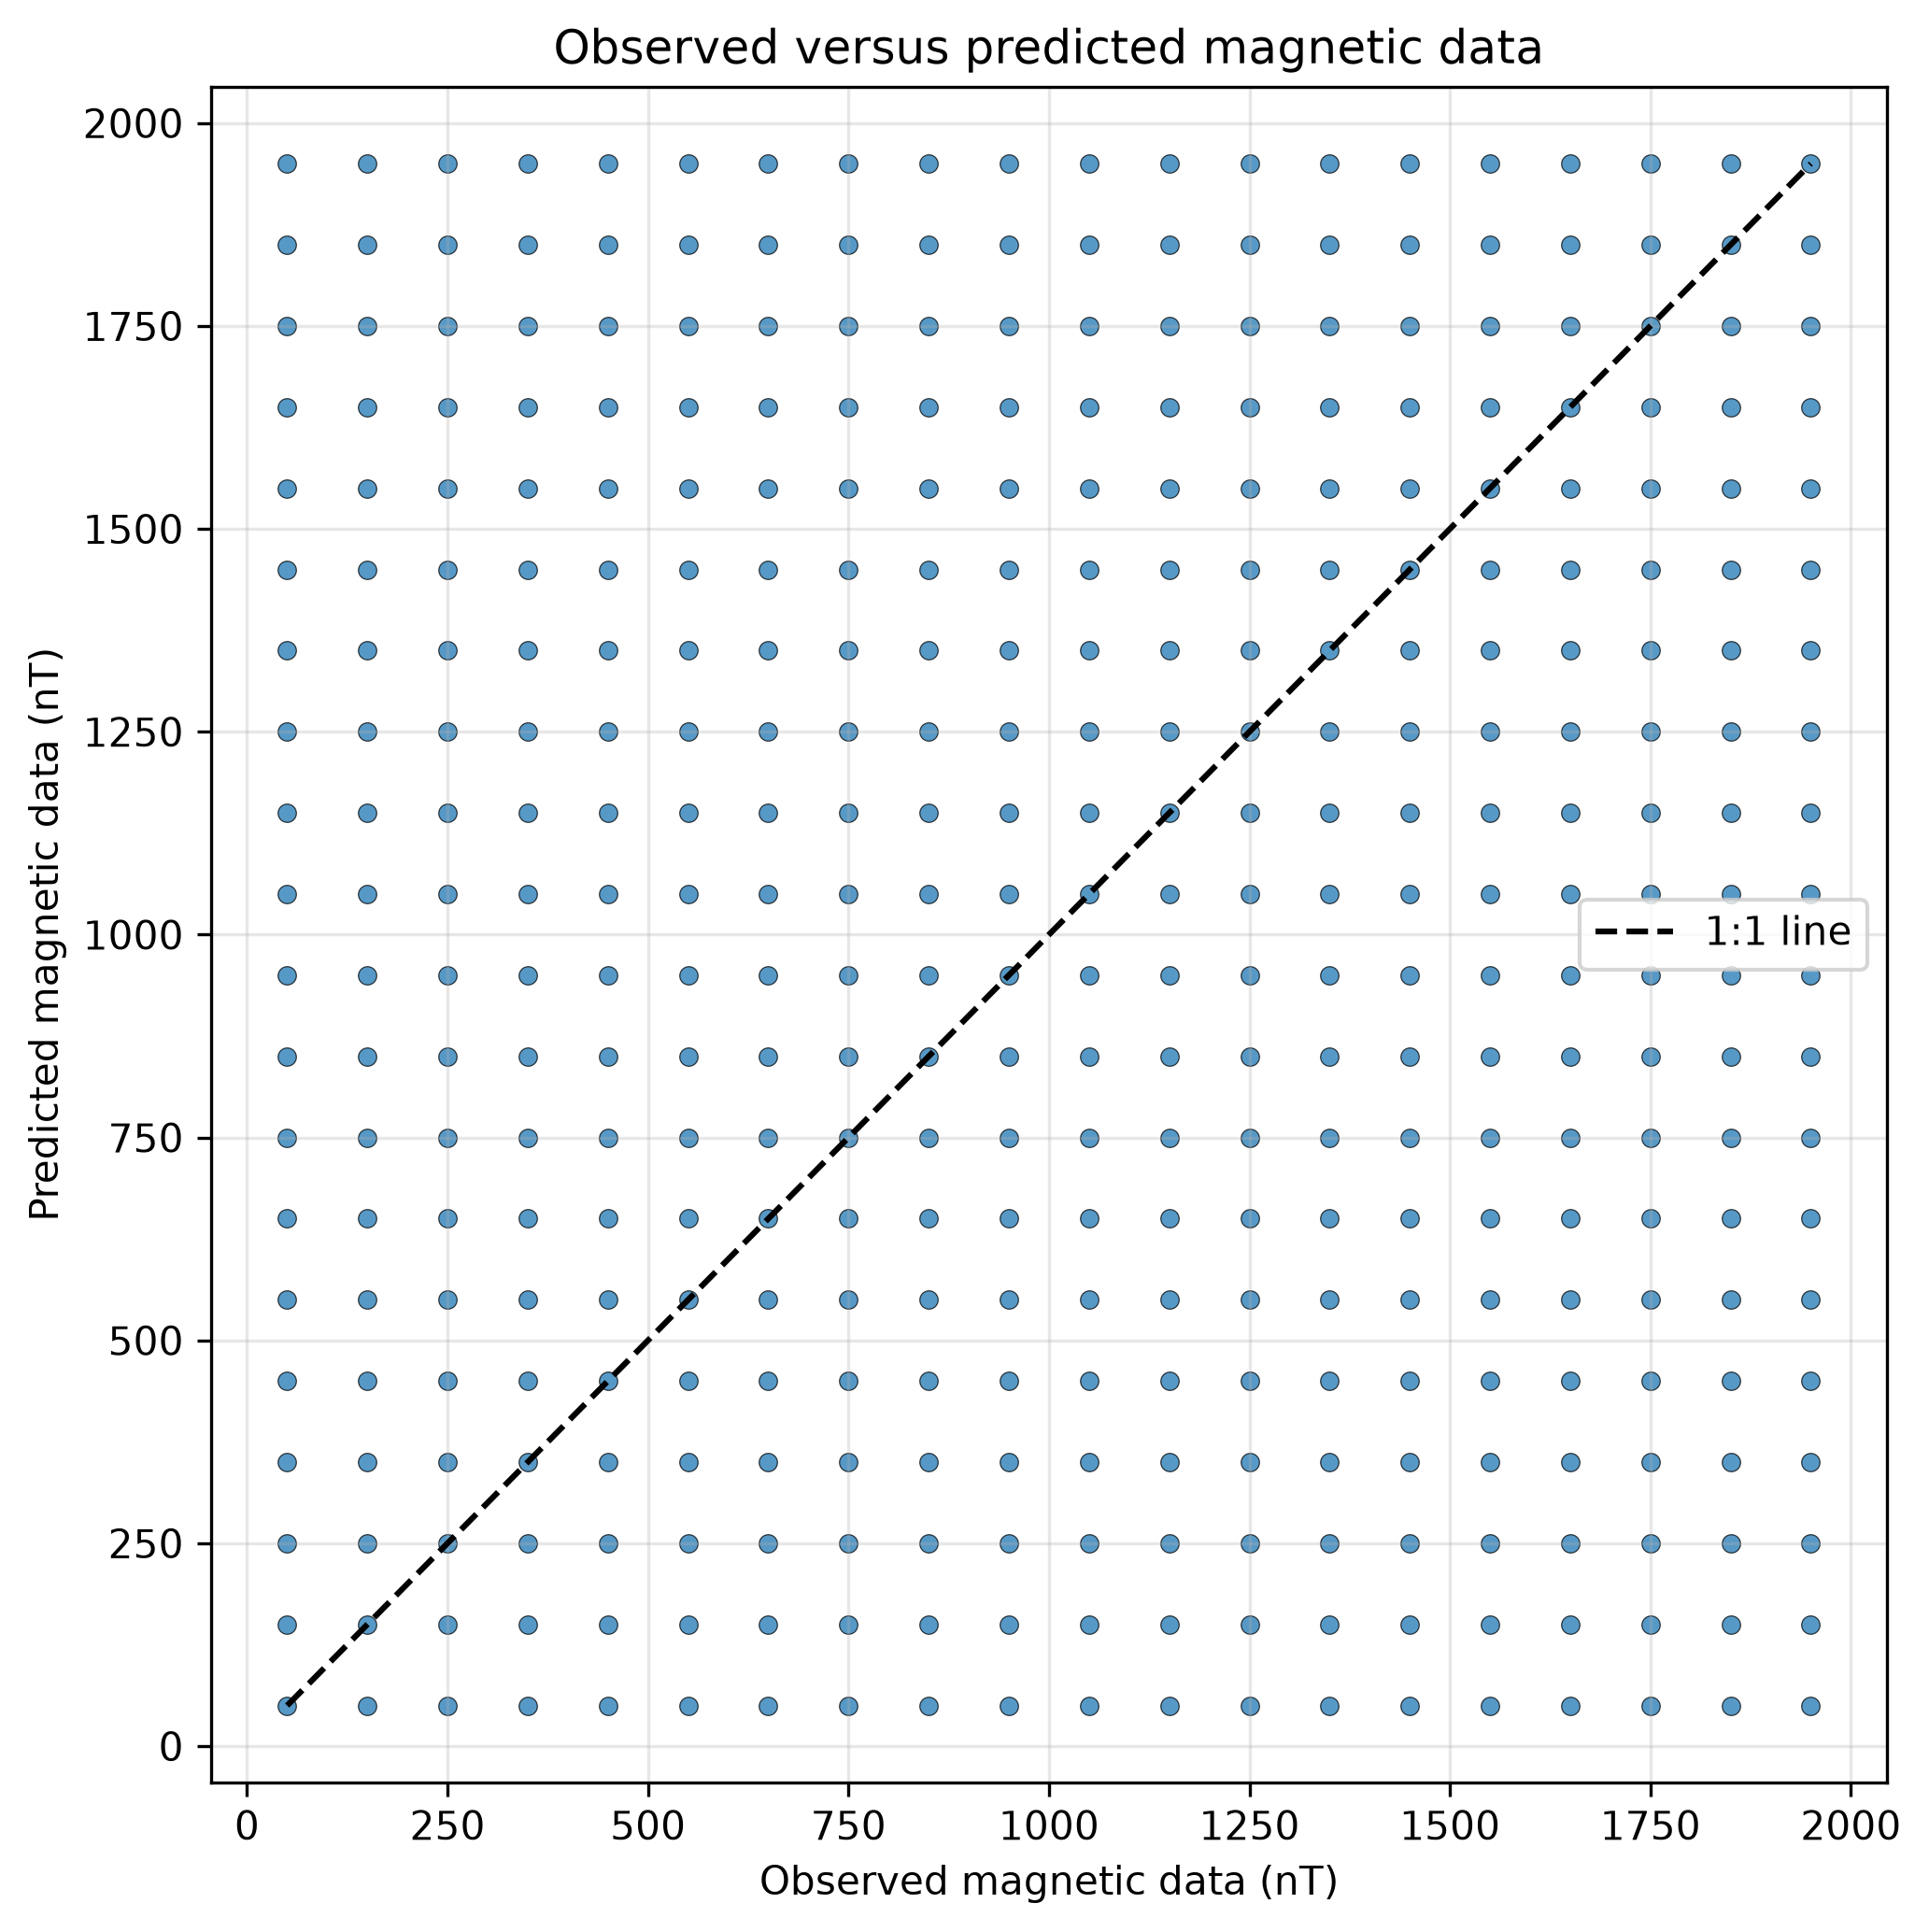 Observed versus predicted magnetic data
Predicted magnetic data (nT)
2000
1750
1500
1250
1000
750
500
250
0
1:1 line
0 250 500 750 1000 1250 1500 1750 2000
Observed magnetic data (nT)